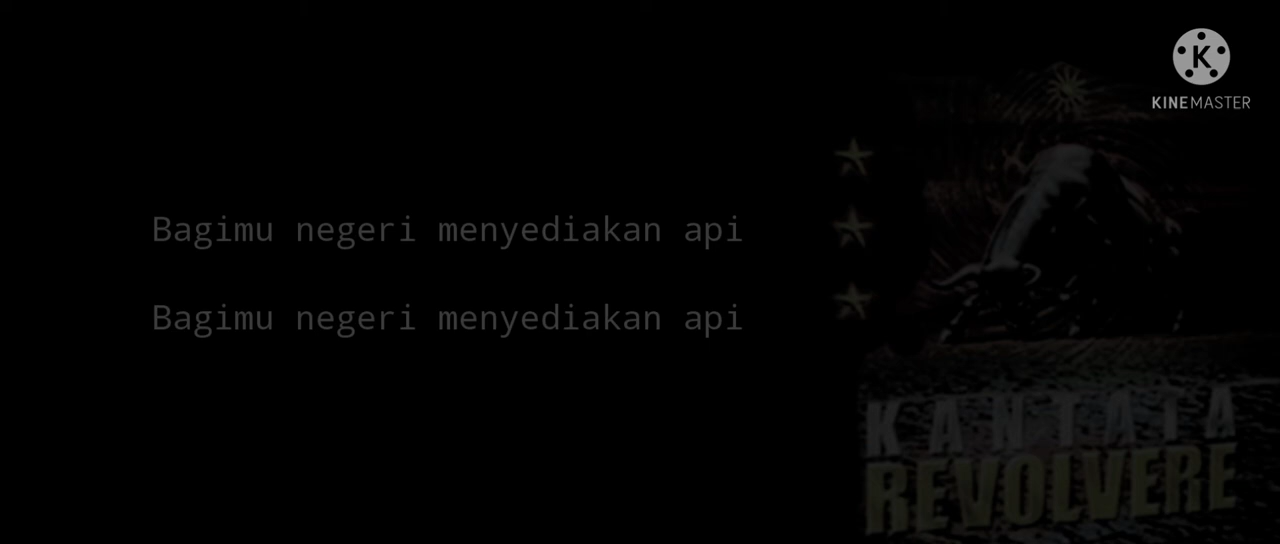 K
KINEMASTER
Bagimu negeri menyediakan api
Bagimu negeri menyediakan api
KANTATA
REVOLVERE